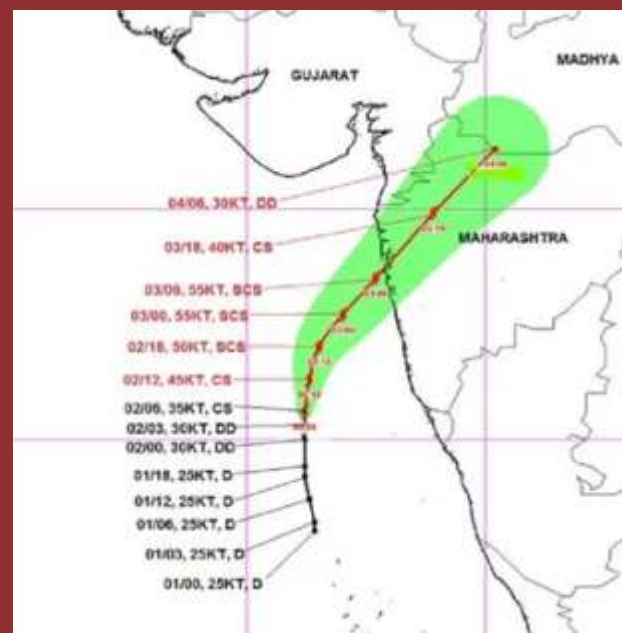 GUJARAT
MADHYA
04/06, 30KT, DD
03/18, 40KT, CS
MAHARASHTRA
03/06, 55KT, SCS
03/00, 55KT, SCS
02/18, 50KT, SCS
02/12, 45KT, CS
02/06, 35KT, CS
02/03, 30KT, DD
02/00, 30KT, DD
01/18, 25KT, D
01/12, 25KT, D
01/06, 25KT, D
01/03, 25KT, D
01/00, 25KT, D